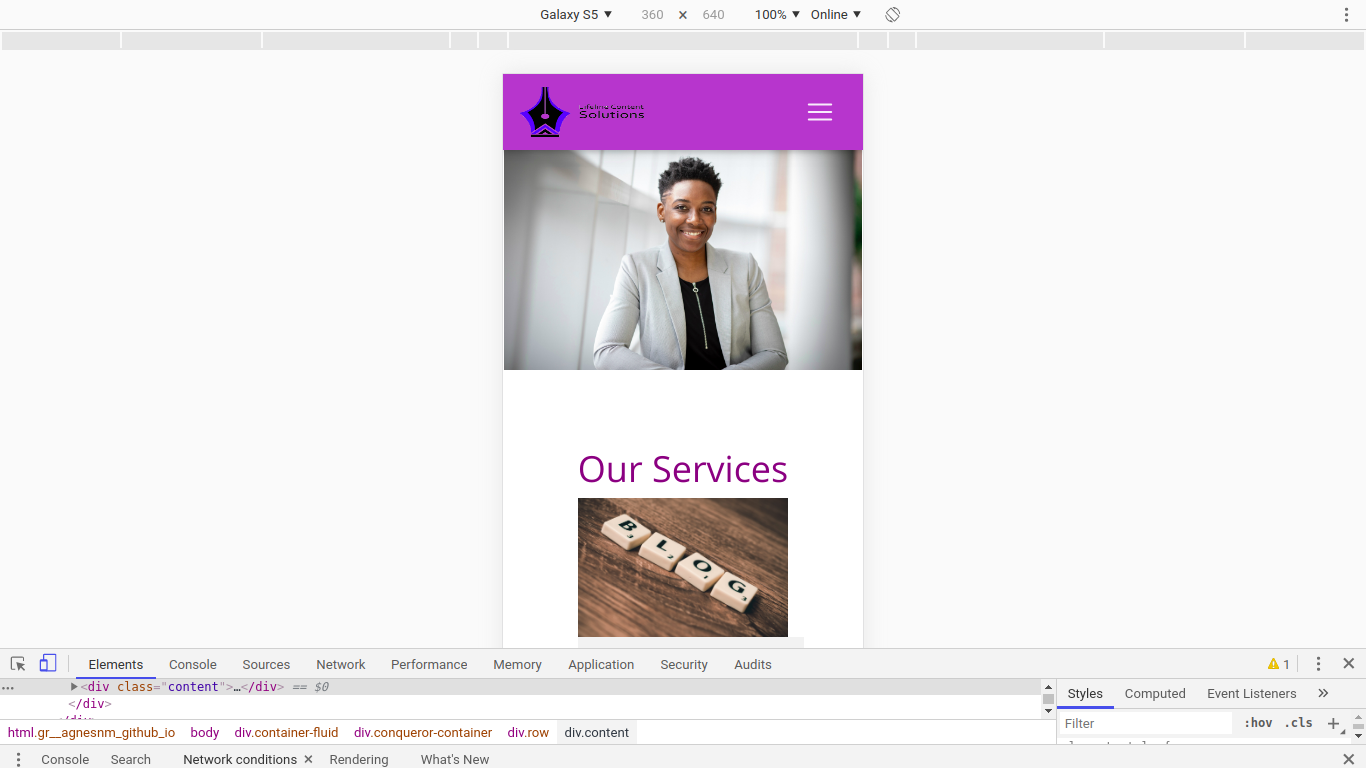 Galaxy S5 ▼ 360 × 640 100% ▼ Online ▼
Lifeline Content
Solutions
Our Services
B L O G
Elements Console Sources Network Performance Memory Application Security Audits 1
<div class="content">…</div> == $0
</div>
Styles Computed Event Listeners »
Filter :hov .cls +
html.gr__agnesnm_github_io body div.container-fluid div.conqueror-container div.row div.content
Console Search Network conditions × Rendering What's New